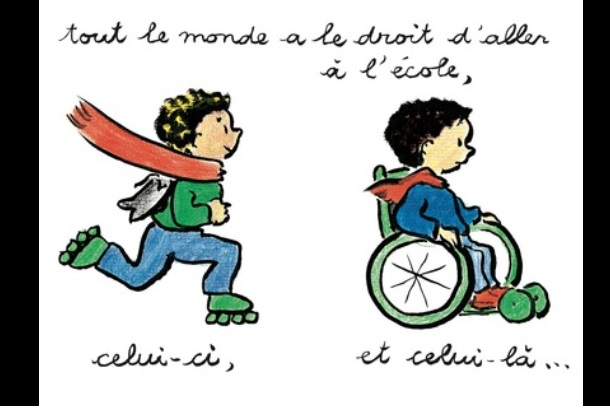 tout le monde a le droit d'aller
à l'école,
celui-ci,
et celui-là...